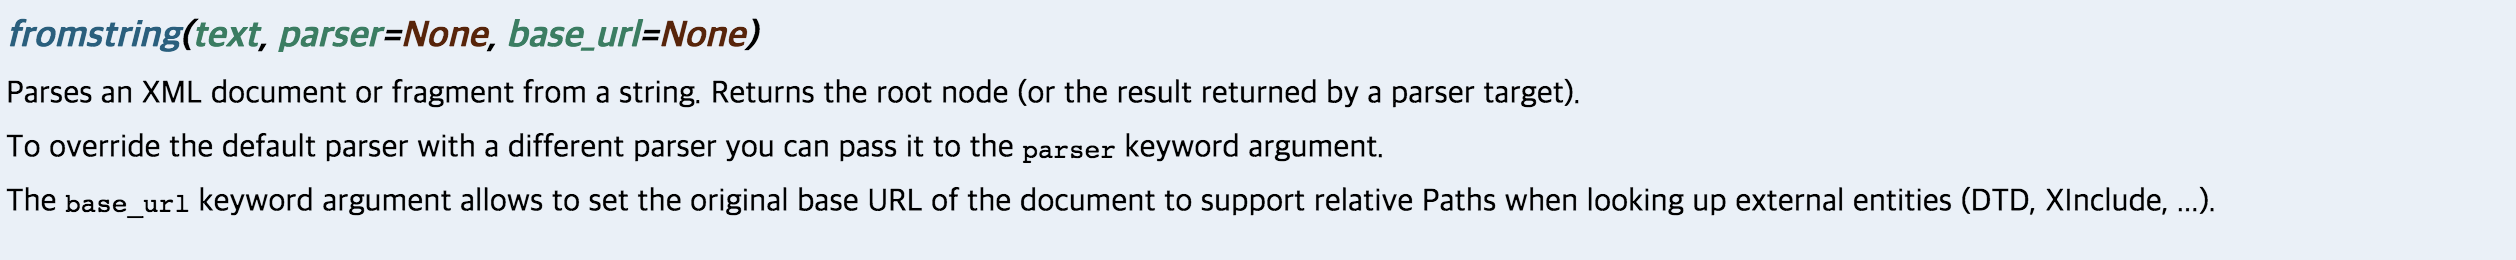 fromstring(text, parser=None, base_url=None)
Parses an XML document or fragment from a string. Returns the root node (or the result returned by a parser target).
To override the default parser with a different parser you can pass it to the parser keyword argument.
The base_url keyword argument allows to set the original base URL of the document to support relative Paths when looking up external entities (DTD, XInclude, ...).